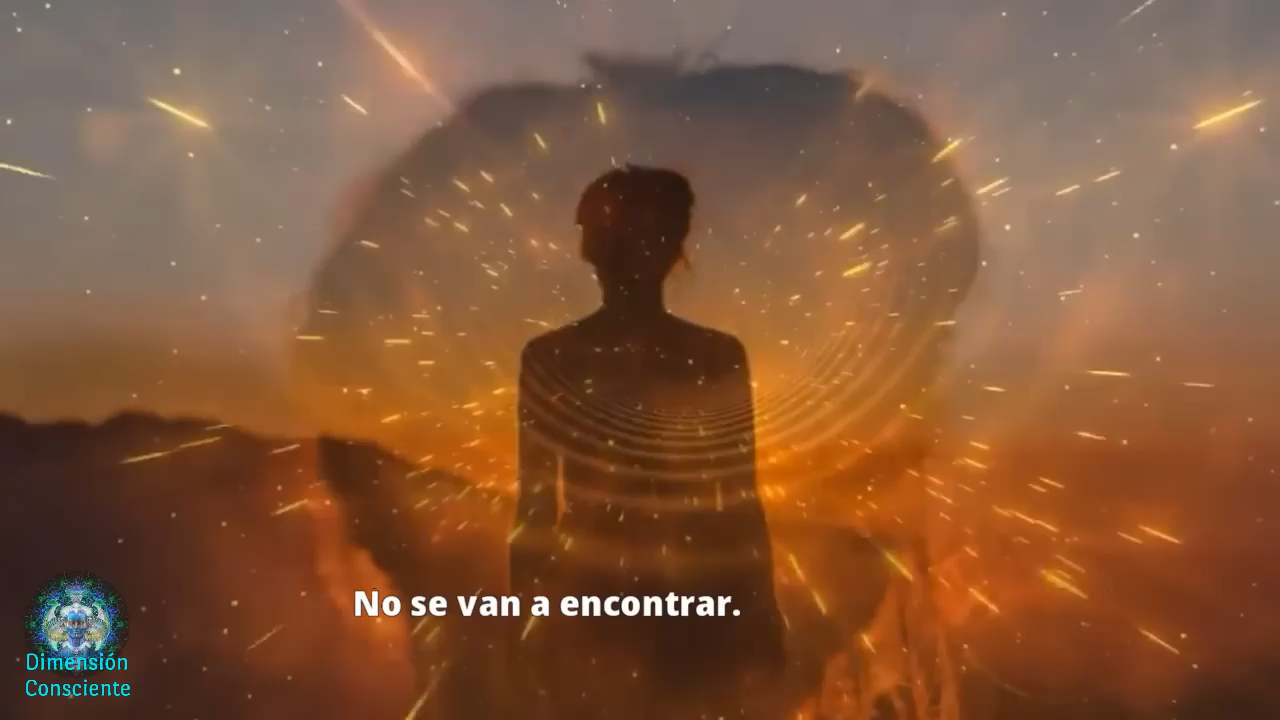 No se van a encontrar.
Dimensión
Consciente